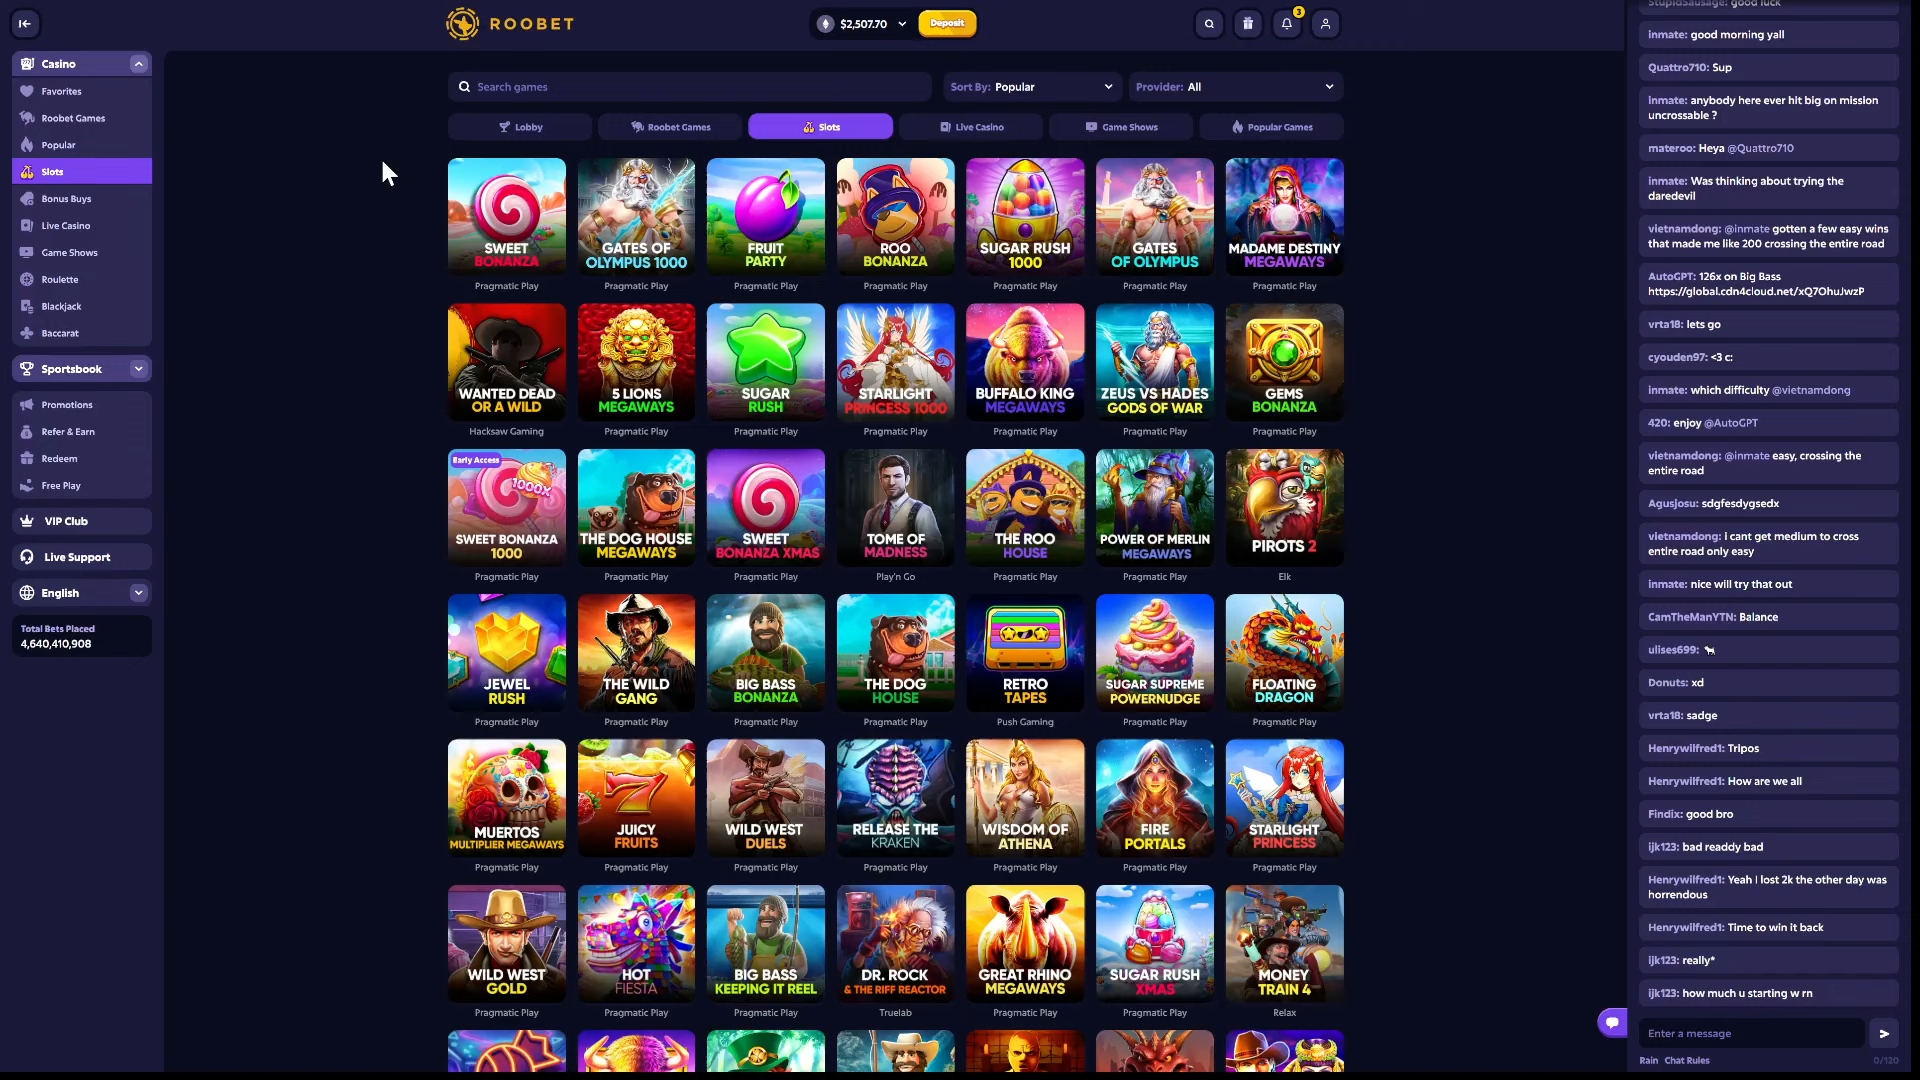 ROOBET
$2,507.70
Deposit
3
Casino
Favorites
Roobet Games
Popular
Slots
Bonus Buys
Live Casino
Game Shows
Roulette
Blackjack
Baccarat
Sportsbook
Promotions
Refer & Earn
Redeem
Free Play
VIP Club
Live Support
English
Total Bets Placed
4,640,410,908
Search games
Sort By: Popular
Provider: All
Lobby
Roobet Games
Slots
Live Casino
Game Shows
Popular Games
SWEET
BONANZA
Pragmatic Play
GATES OF
OLYMPUS 1000
Pragmatic Play
FRUIT
PARTY
Pragmatic Play
ROO
BONANZA
Pragmatic Play
SUGAR RUSH
1000
Pragmatic Play
GATES
OF OLYMPUS
Pragmatic Play
MADAME DESTINY
MEGAWAYS
Pragmatic Play
WANTED DEAD
OR A WILD
Hacksaw Gaming
5 LIONS
MEGAWAYS
Pragmatic Play
SUGAR
RUSH
Pragmatic Play
STARLIGHT
PRINCESS 1000
Pragmatic Play
BUFFALO KING
MEGAWAYS
Pragmatic Play
ZEUS VS HADES
GODS OF WAR
Pragmatic Play
GEMS
BONANZA
Pragmatic Play
Early Access
1000X
SWEET BONANZA
1000
Pragmatic Play
THE DOG HOUSE
MEGAWAYS
Pragmatic Play
SWEET
BONANZA XMAS
Pragmatic Play
TOME OF
MADNESS
Play'n Go
THE ROO
HOUSE
Pragmatic Play
POWER OF MERLIN
MEGAWAYS
Pragmatic Play
PIROTS 2
Elk
JEWEL
RUSH
Pragmatic Play
THE WILD
GANG
Pragmatic Play
BIG BASS
BONANZA
Pragmatic Play
THE DOG
HOUSE
Pragmatic Play
RETRO
TAPES
Push Gaming
SUGAR SUPREME
POWERNUDGE
Pragmatic Play
FLOATING
DRAGON
Pragmatic Play
MUERTOS
MULTIPLIER MEGAWAYS
Pragmatic Play
JUICY
FRUITS
Pragmatic Play
WILD WEST
DUELS
Pragmatic Play
RELEASE THE
KRAKEN
Pragmatic Play
WISDOM OF
ATHENA
Pragmatic Play
FIRE
PORTALS
Pragmatic Play
STARLIGHT
PRINCESS
Pragmatic Play
WILD WEST
GOLD
Pragmatic Play
HOT
FIESTA
Pragmatic Play
BIG BASS
KEEPING IT REEL
Pragmatic Play
DR. ROCK
& THE RIFF REACTOR
Truelab
GREAT RHINO
MEGAWAYS
Pragmatic Play
SUGAR RUSH
XMAS
Pragmatic Play
MONEY
TRAIN 4
Relax
StupidSausage: good luck
inmate: good morning yall
Quattro710: Sup
inmate: anybody here ever hit big on mission
uncrossable ?
materoo: Heya @Quattro710
inmate: Was thinking about trying the
daredevil
vietnamdong: @inmate gotten a few easy wins
that made me like 200 crossing the entire road
AutoGPT: 126x on Big Bass
https://global.cdn4cloud.net/xQ7OhuJwzP
vrta18: lets go
cyouden97: <3 c:
inmate: which difficulty @vietnamdong
420: enjoy @AutoGPT
vietnamdong: @inmate easy, crossing the
entire road
Agusjosu: sdgfesdygsedx
vietnamdong: i cant get medium to cross
entire road only easy
inmate: nice will try that out
CamTheManYTN: Balance
ulises699:
Donuts: xd
vrta18: sadge
Henrywilfred1: Tripos
Henrywilfred1: How are we all
Findix: good bro
ijk123: bad readdy bad
Henrywilfred1: Yeah I lost 2k the other day was
horrendous
Henrywilfred1: Time to win it back
ijk123: really*
ijk123: how much u starting w rn
Enter a message
Rain Chat Rules
0/120